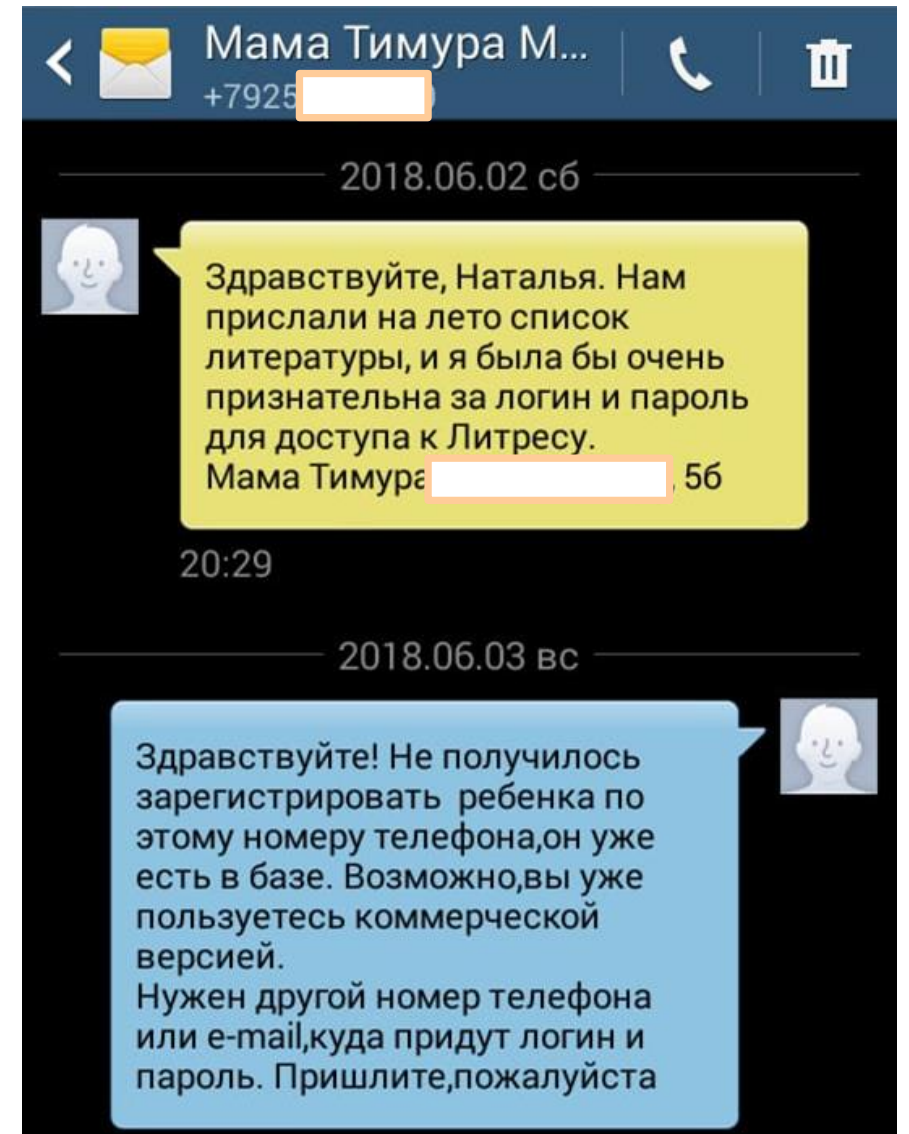 Мама Тимура М...
+7925
2018.06.02 сб
Здравствуйте, Наталья. Нам
прислали на лето список
литературы, и я была бы очень
признательна за логин и пароль
для доступа к Литресу.
Мама Тимура , 5б
20:29
2018.06.03 вс
Здравствуйте! Не получилось
зарегистрировать  ребенка по
этому номеру телефона,он уже
есть в базе. Возможно,вы уже
пользуетесь коммерческой
версией.
Нужен другой номер телефона
или e-mail,куда придут логин и
пароль. Пришлите,пожалуйста